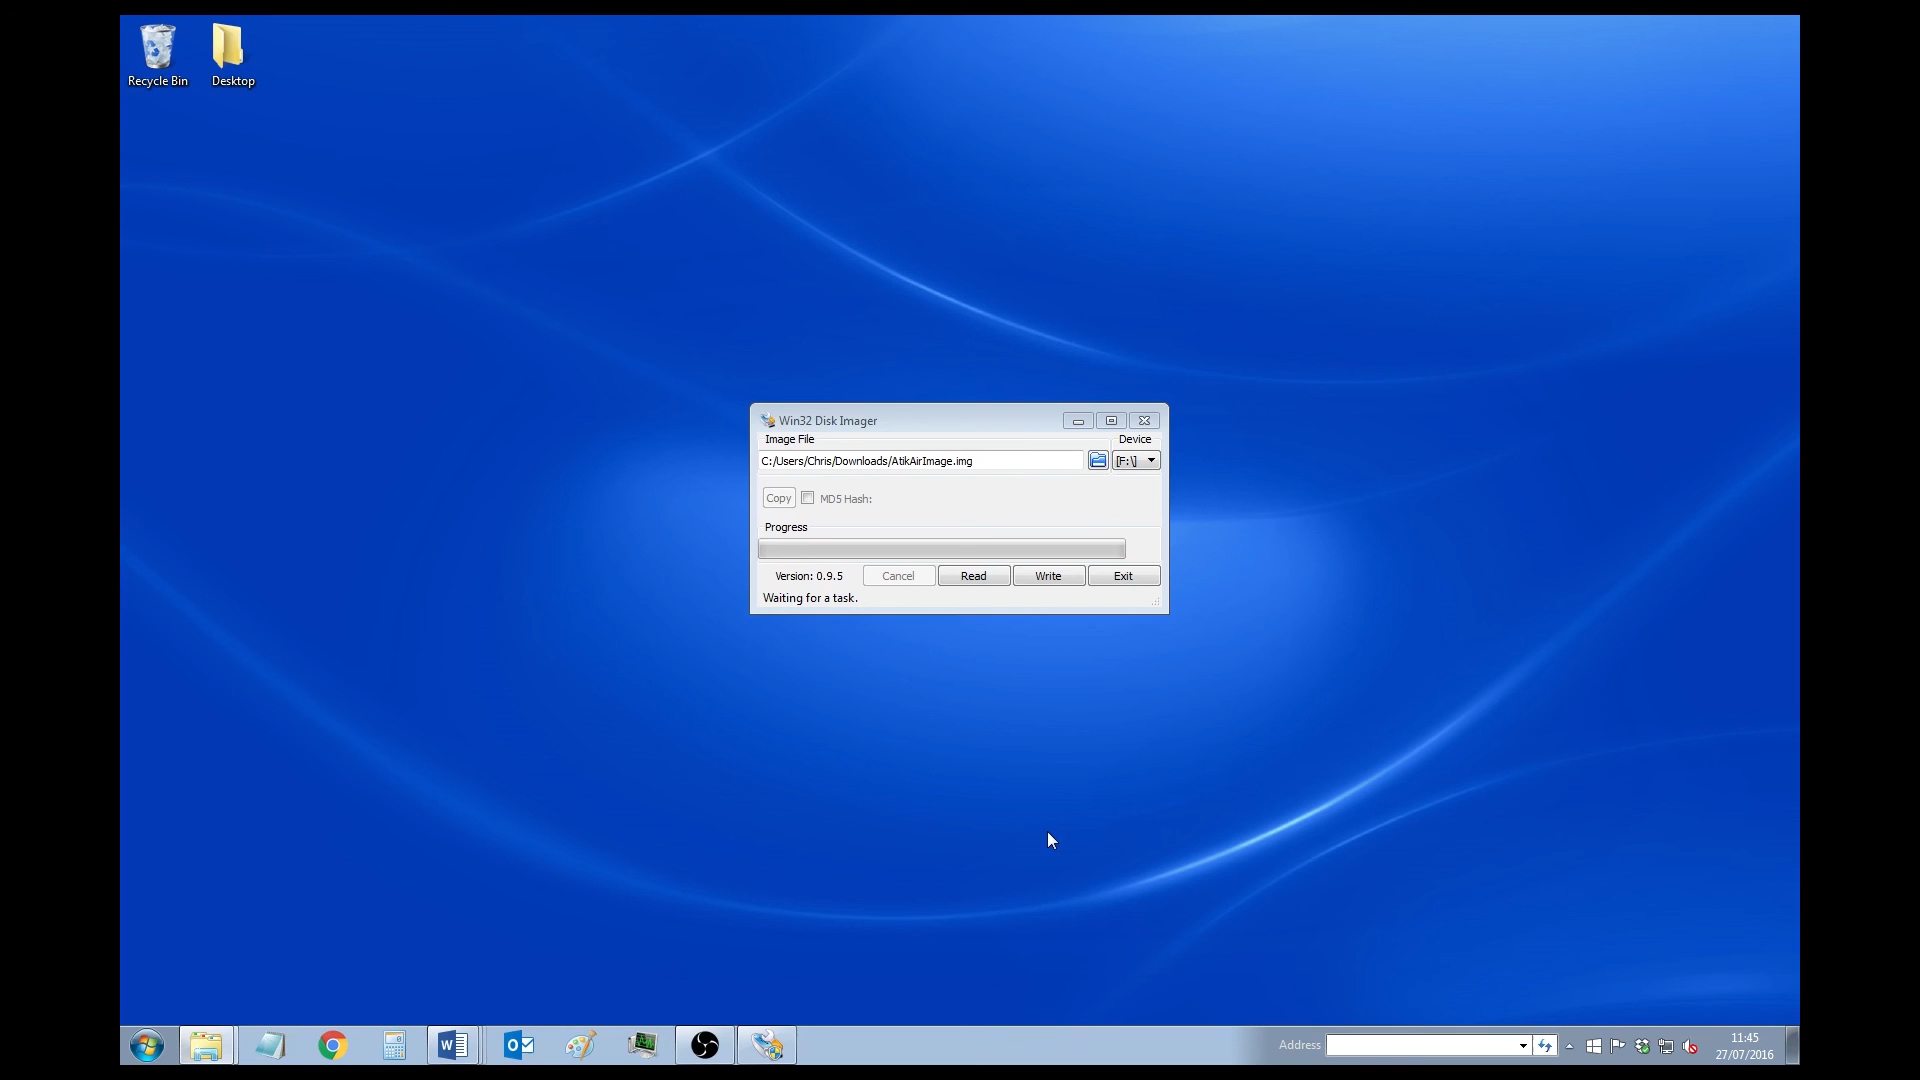 Recycle Bin
Desktop
Win32 Disk Imager
Image File
Device
C:/Users/Chris/Downloads/AtikAirImage.img
[F:\]
Copy
MD5 Hash:
Progress
Version: 0.9.5
Cancel
Read
Write
Exit
Waiting for a task.
Address
11:45
27/07/2016